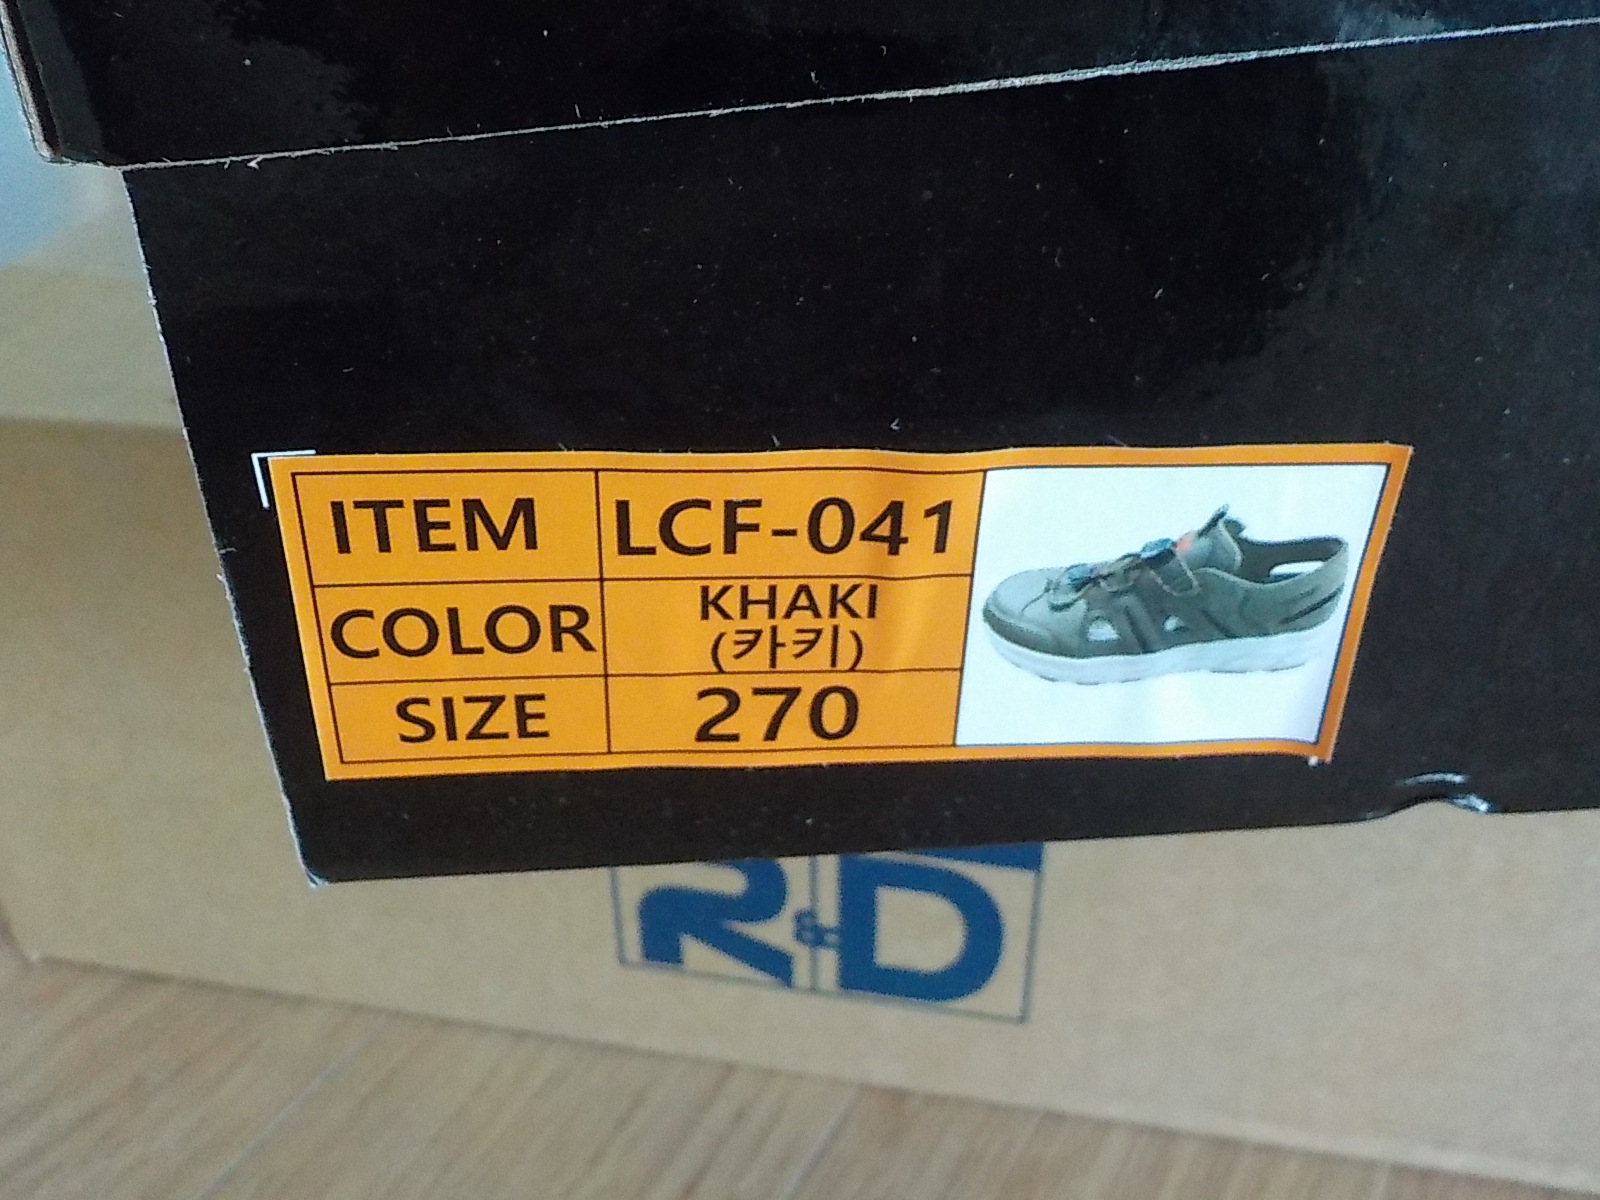 ITEM LCF-041
COLOR KHAKI
(카키)
SIZE 270
R&D